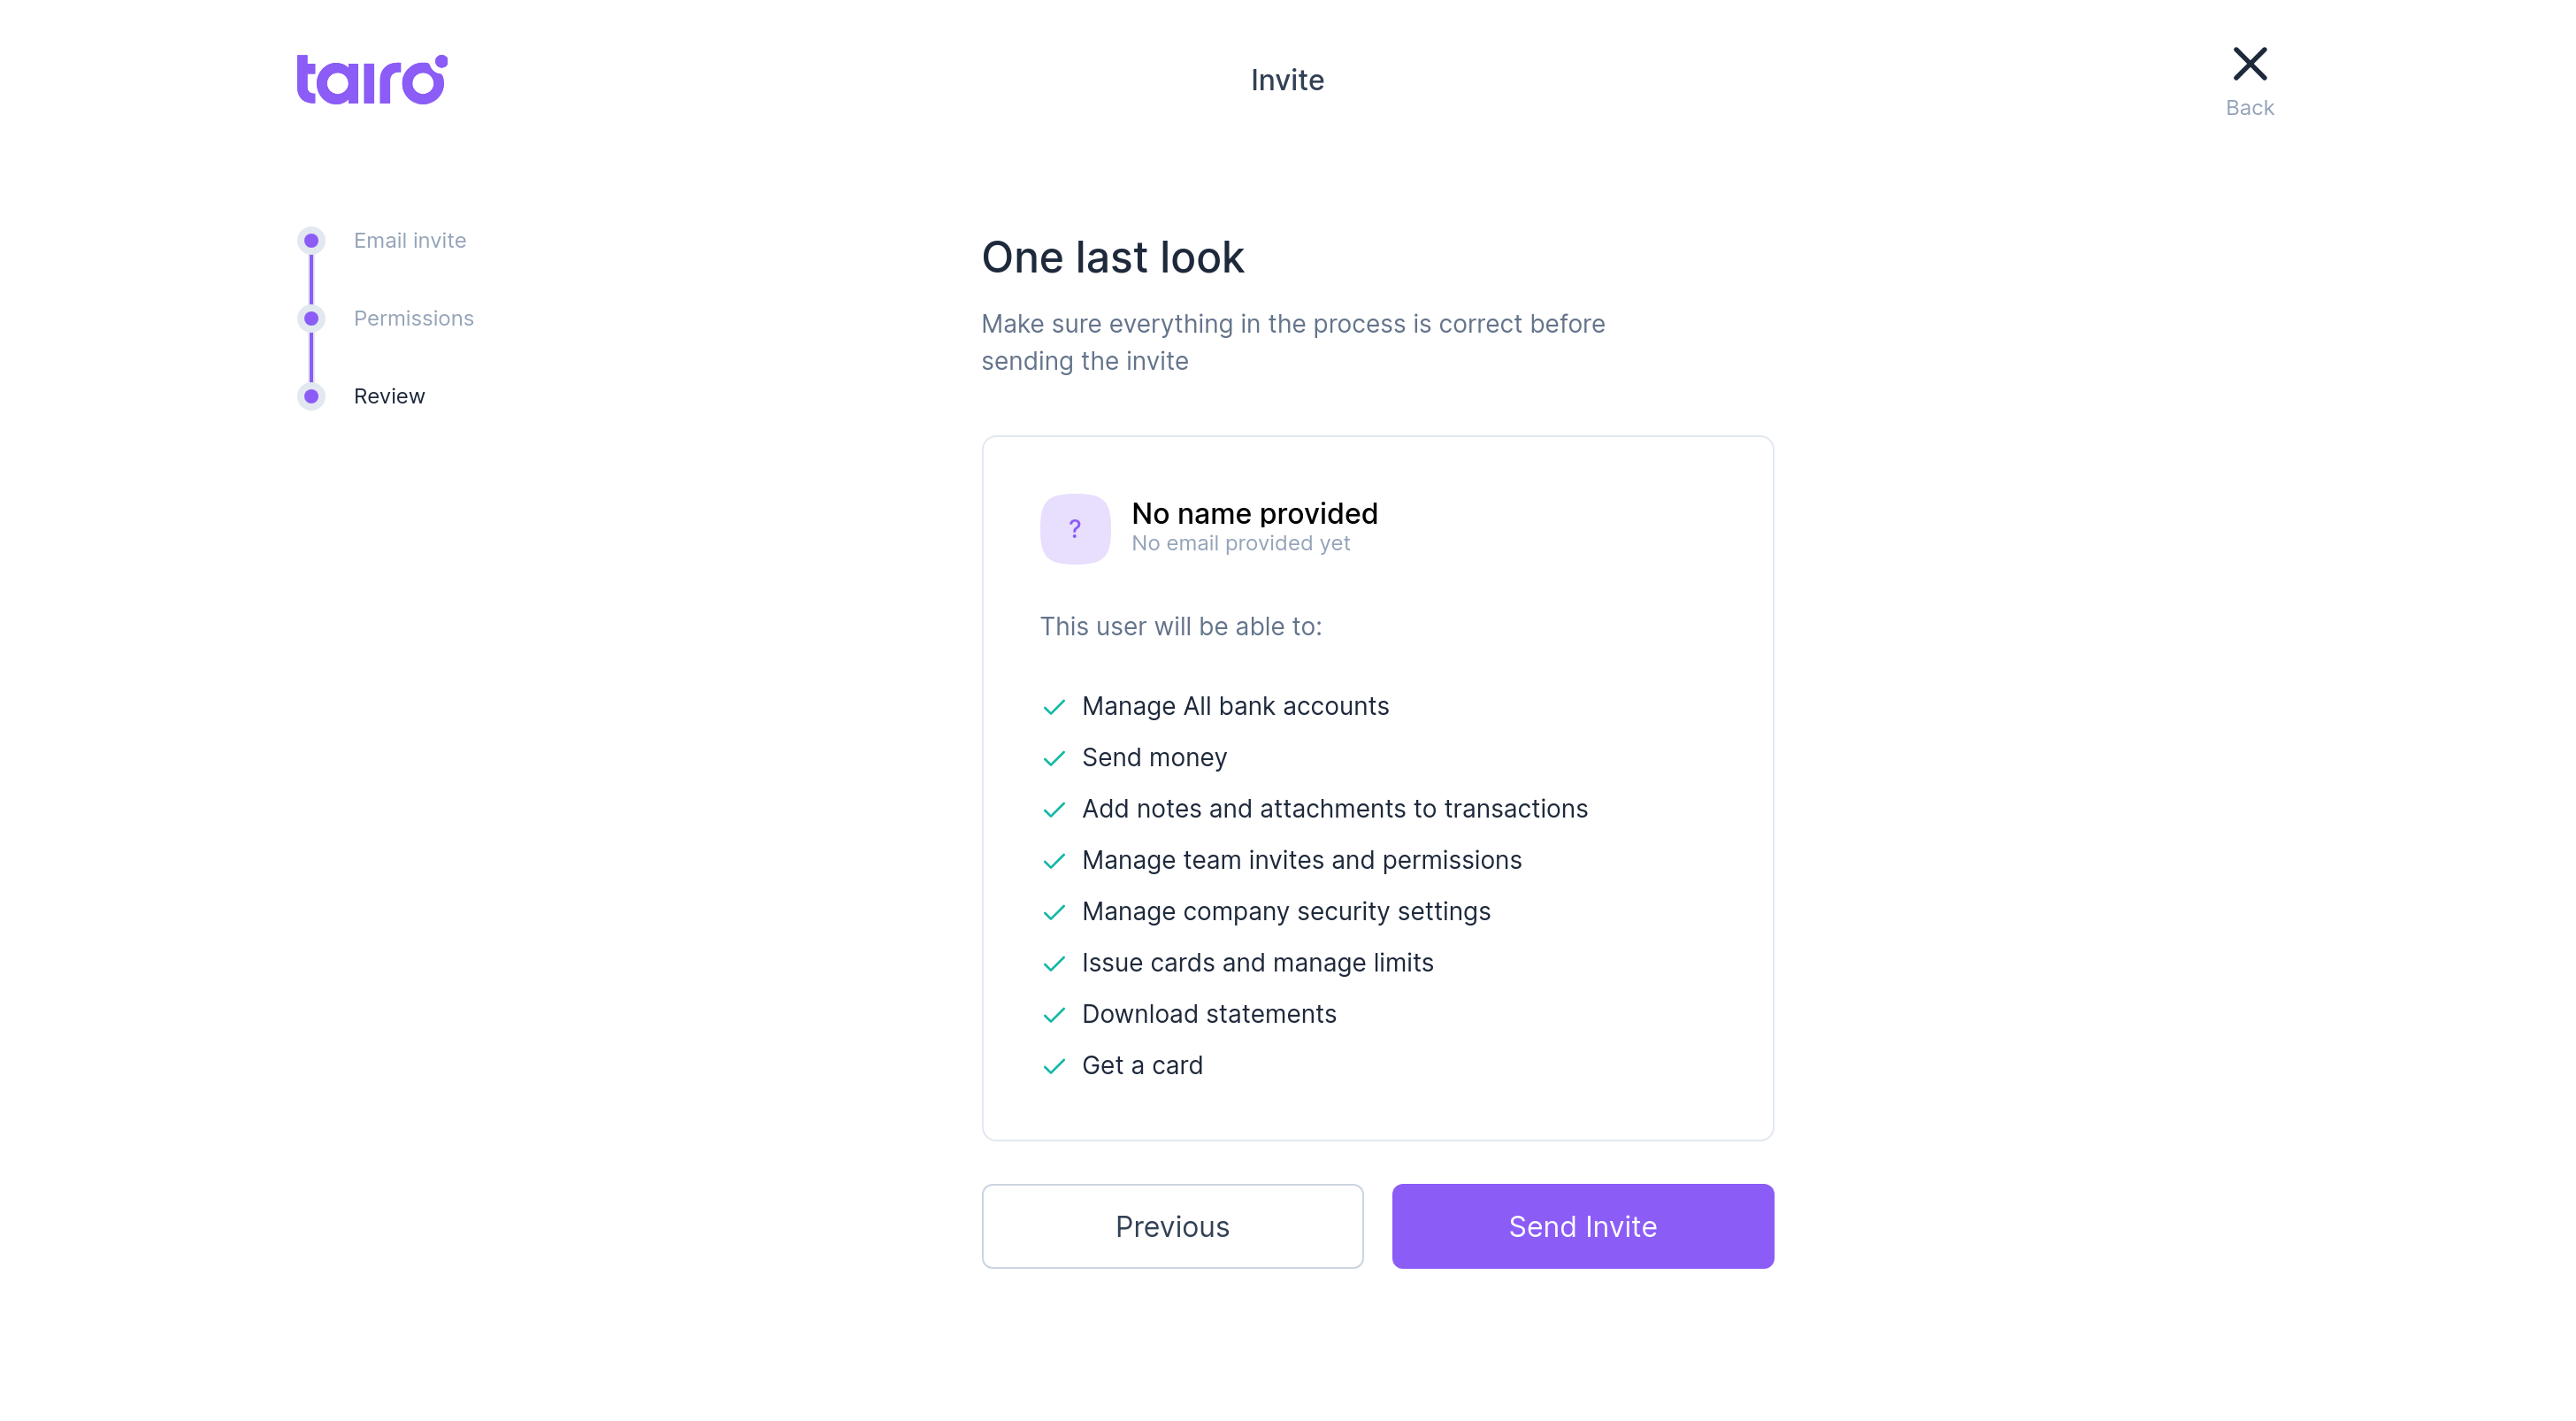 tairo
Invite
Back
Email invite
Permissions
Review
One last look
Make sure everything in the process is correct before
sending the invite
?
No name provided
No email provided yet
This user will be able to:
Manage All bank accounts
Send money
Add notes and attachments to transactions
Manage team invites and permissions
Manage company security settings
Issue cards and manage limits
Download statements
Get a card
Previous
Send Invite